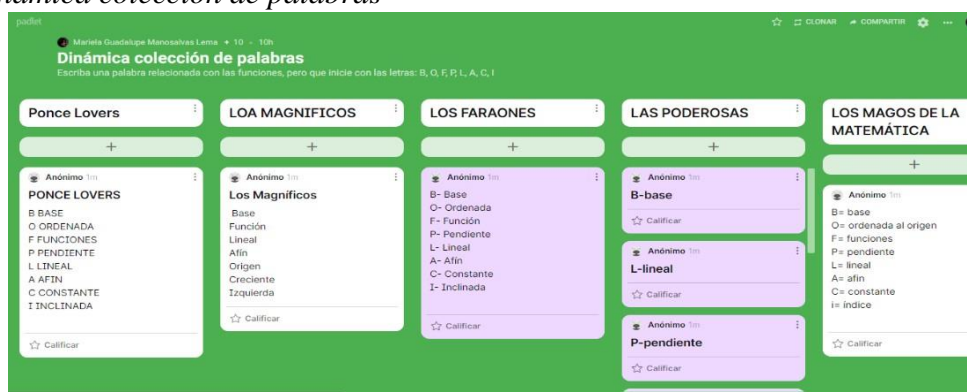 námica colección de palabras
padlet
CLONAR
COMPARTIR
Mariela Guadalupe Manosalvas Lema + 10 - 10h
Dinámica colección de palabras
Escriba una palabra relacionada con las funciones, pero que inicie con las letras: B, O, F, P, L, A, C, I
Ponce Lovers
+
Anónimo 1m
PONCE LOVERS
B BASE
O ORDENADA
F FUNCIONES
P PENDIENTE
L LINEAL
A AFIN
C CONSTANTE
I INCLINADA
Calificar
LOA MAGNIFICOS
+
Anónimo 1m
Los Magníficos
Base
Función
Lineal
Afín
Origen
Creciente
Izquierda
Calificar
LOS FARAONES
+
Anónimo 1m
B- Base
O- Ordenada
F- Función
P- Pendiente
L- Lineal
A- Afín
C- Constante
I- Inclinada
Calificar
LAS PODEROSAS
+
Anónimo 1m
B-base
Calificar
Anónimo 1m
L-lineal
Calificar
Anónimo 1m
P-pendiente
Calificar
LOS MAGOS DE LA
MATEMÁTICA
+
Anónimo 1m
B= base
O= ordenada al origen
F= funciones
P= pendiente
L= lineal
A= afin
C= constante
i= índice
Calificar